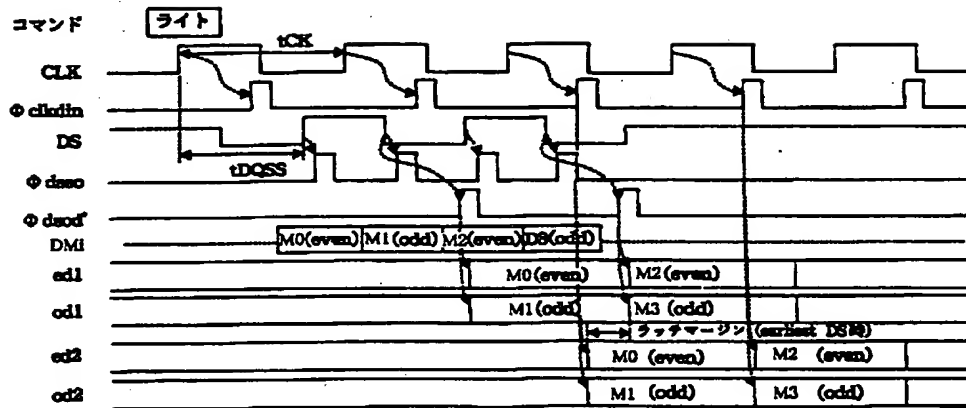 コマンド ライト
tCK
CLK
Φ clkdin
DS
tDQSS
Φ dsso
Φ dsod'
DMi M0(even) M1(odd) M2(even) D8(odd)
ed1 M0(even) M2(even)
od1 M1(odd) M3 (odd)
ラッチマージン (earliest DS時)
ed2 M0 (even) M2 (even)
od2 M1 (odd) M3 (odd)